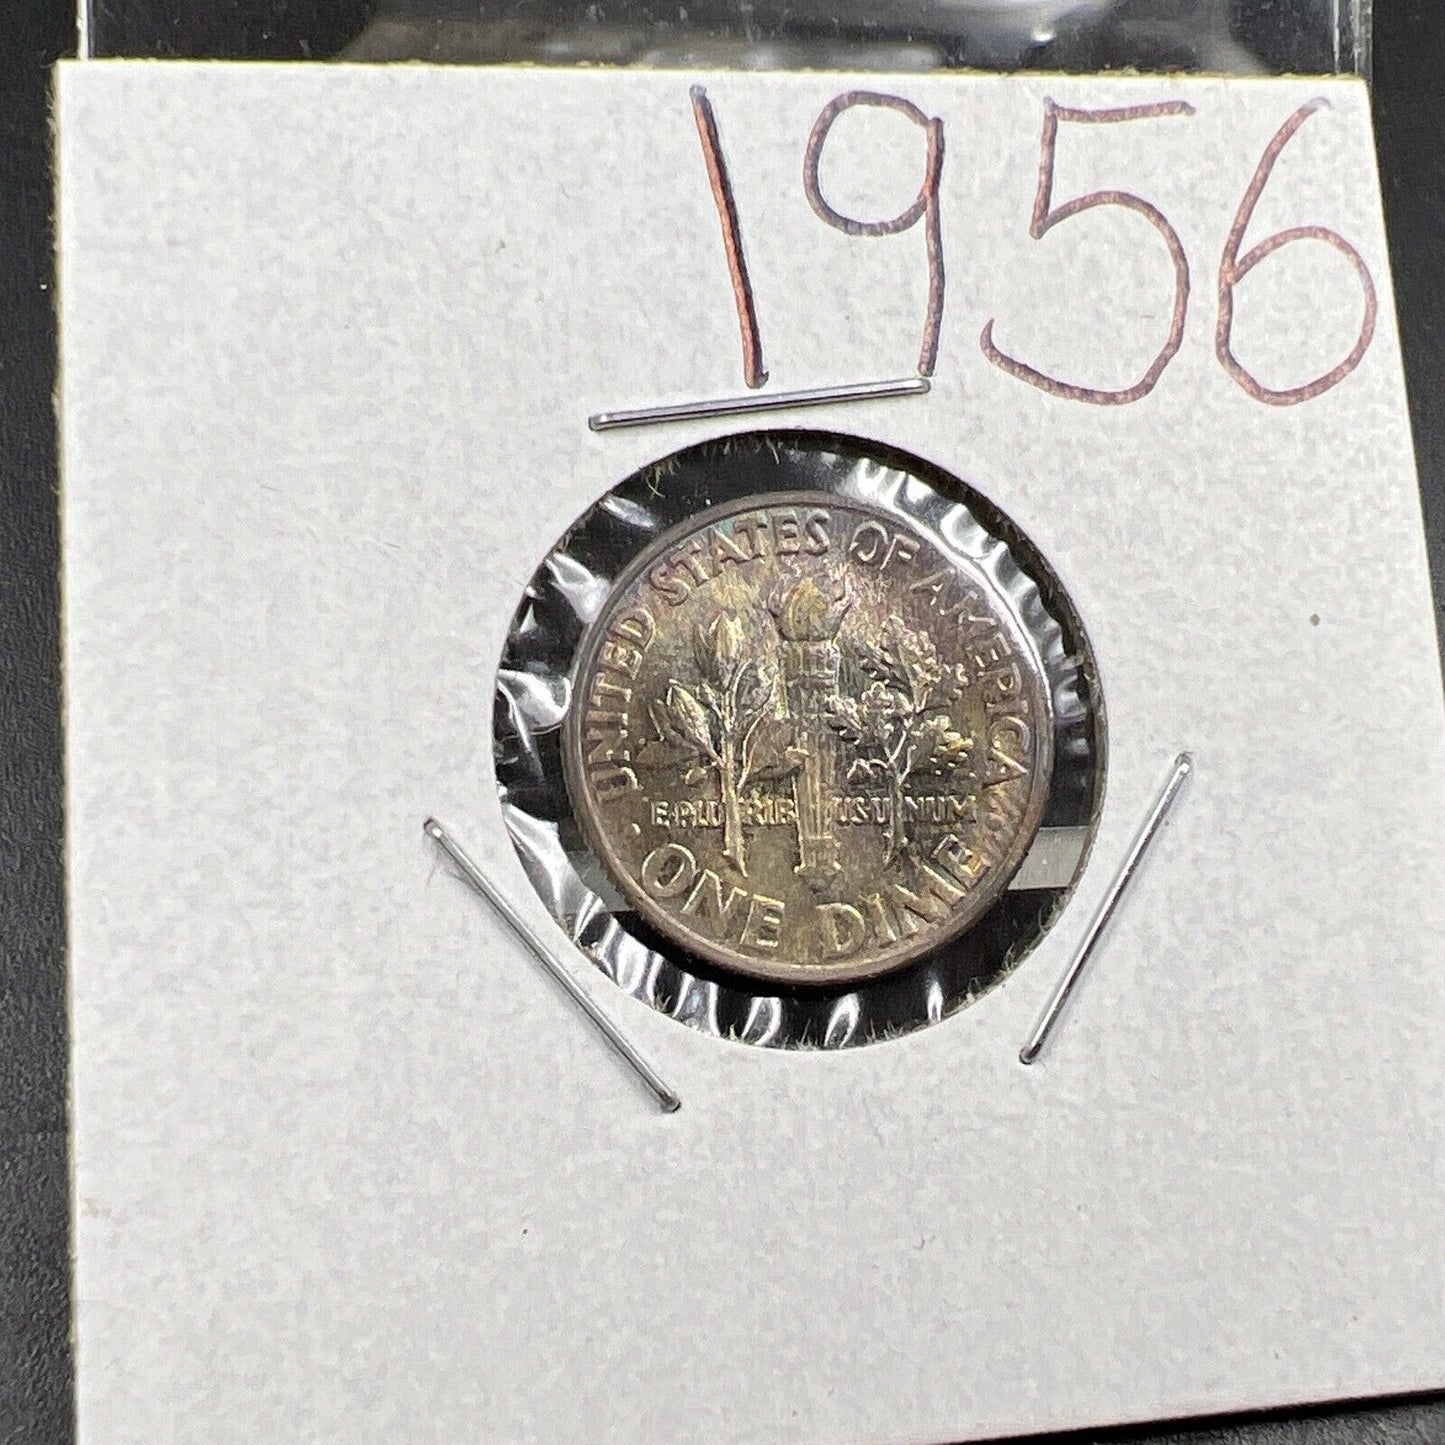 1956
UNITED STATES OF AMERICA
E·PLURIBUS·UNUM
· ONE DIME